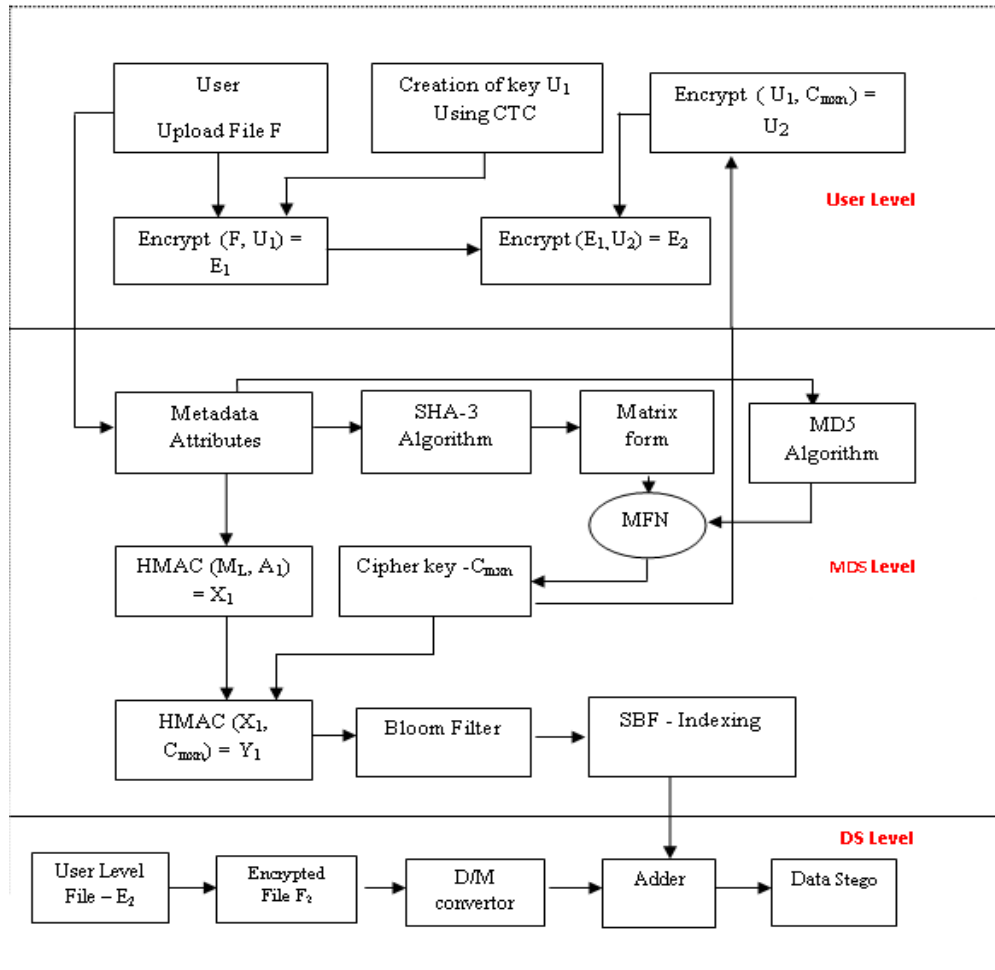 User
Upload File F
Creation of key U₁
Using CTC
Encrypt ( U₁, Cₘₓₙ) =
U₂
User Level
Encrypt (F, U₁) =
E₁
Encrypt (E₁, U₂) = E₂
Metadata
Attributes
SHA-3
Algorithm
Matrix
form
MD5
Algorithm
MFN
HMAC (M_L, A₁)
= X₁
Cipher key -Cₘₓₙ
MDS Level
HMAC (X₁,
Cₘₓₙ) = Y₁
Bloom Filter
SBF - Indexing
DS Level
User Level
File – E₂
Encrypted
File F₂
D/M
convertor
Adder
Data Stego